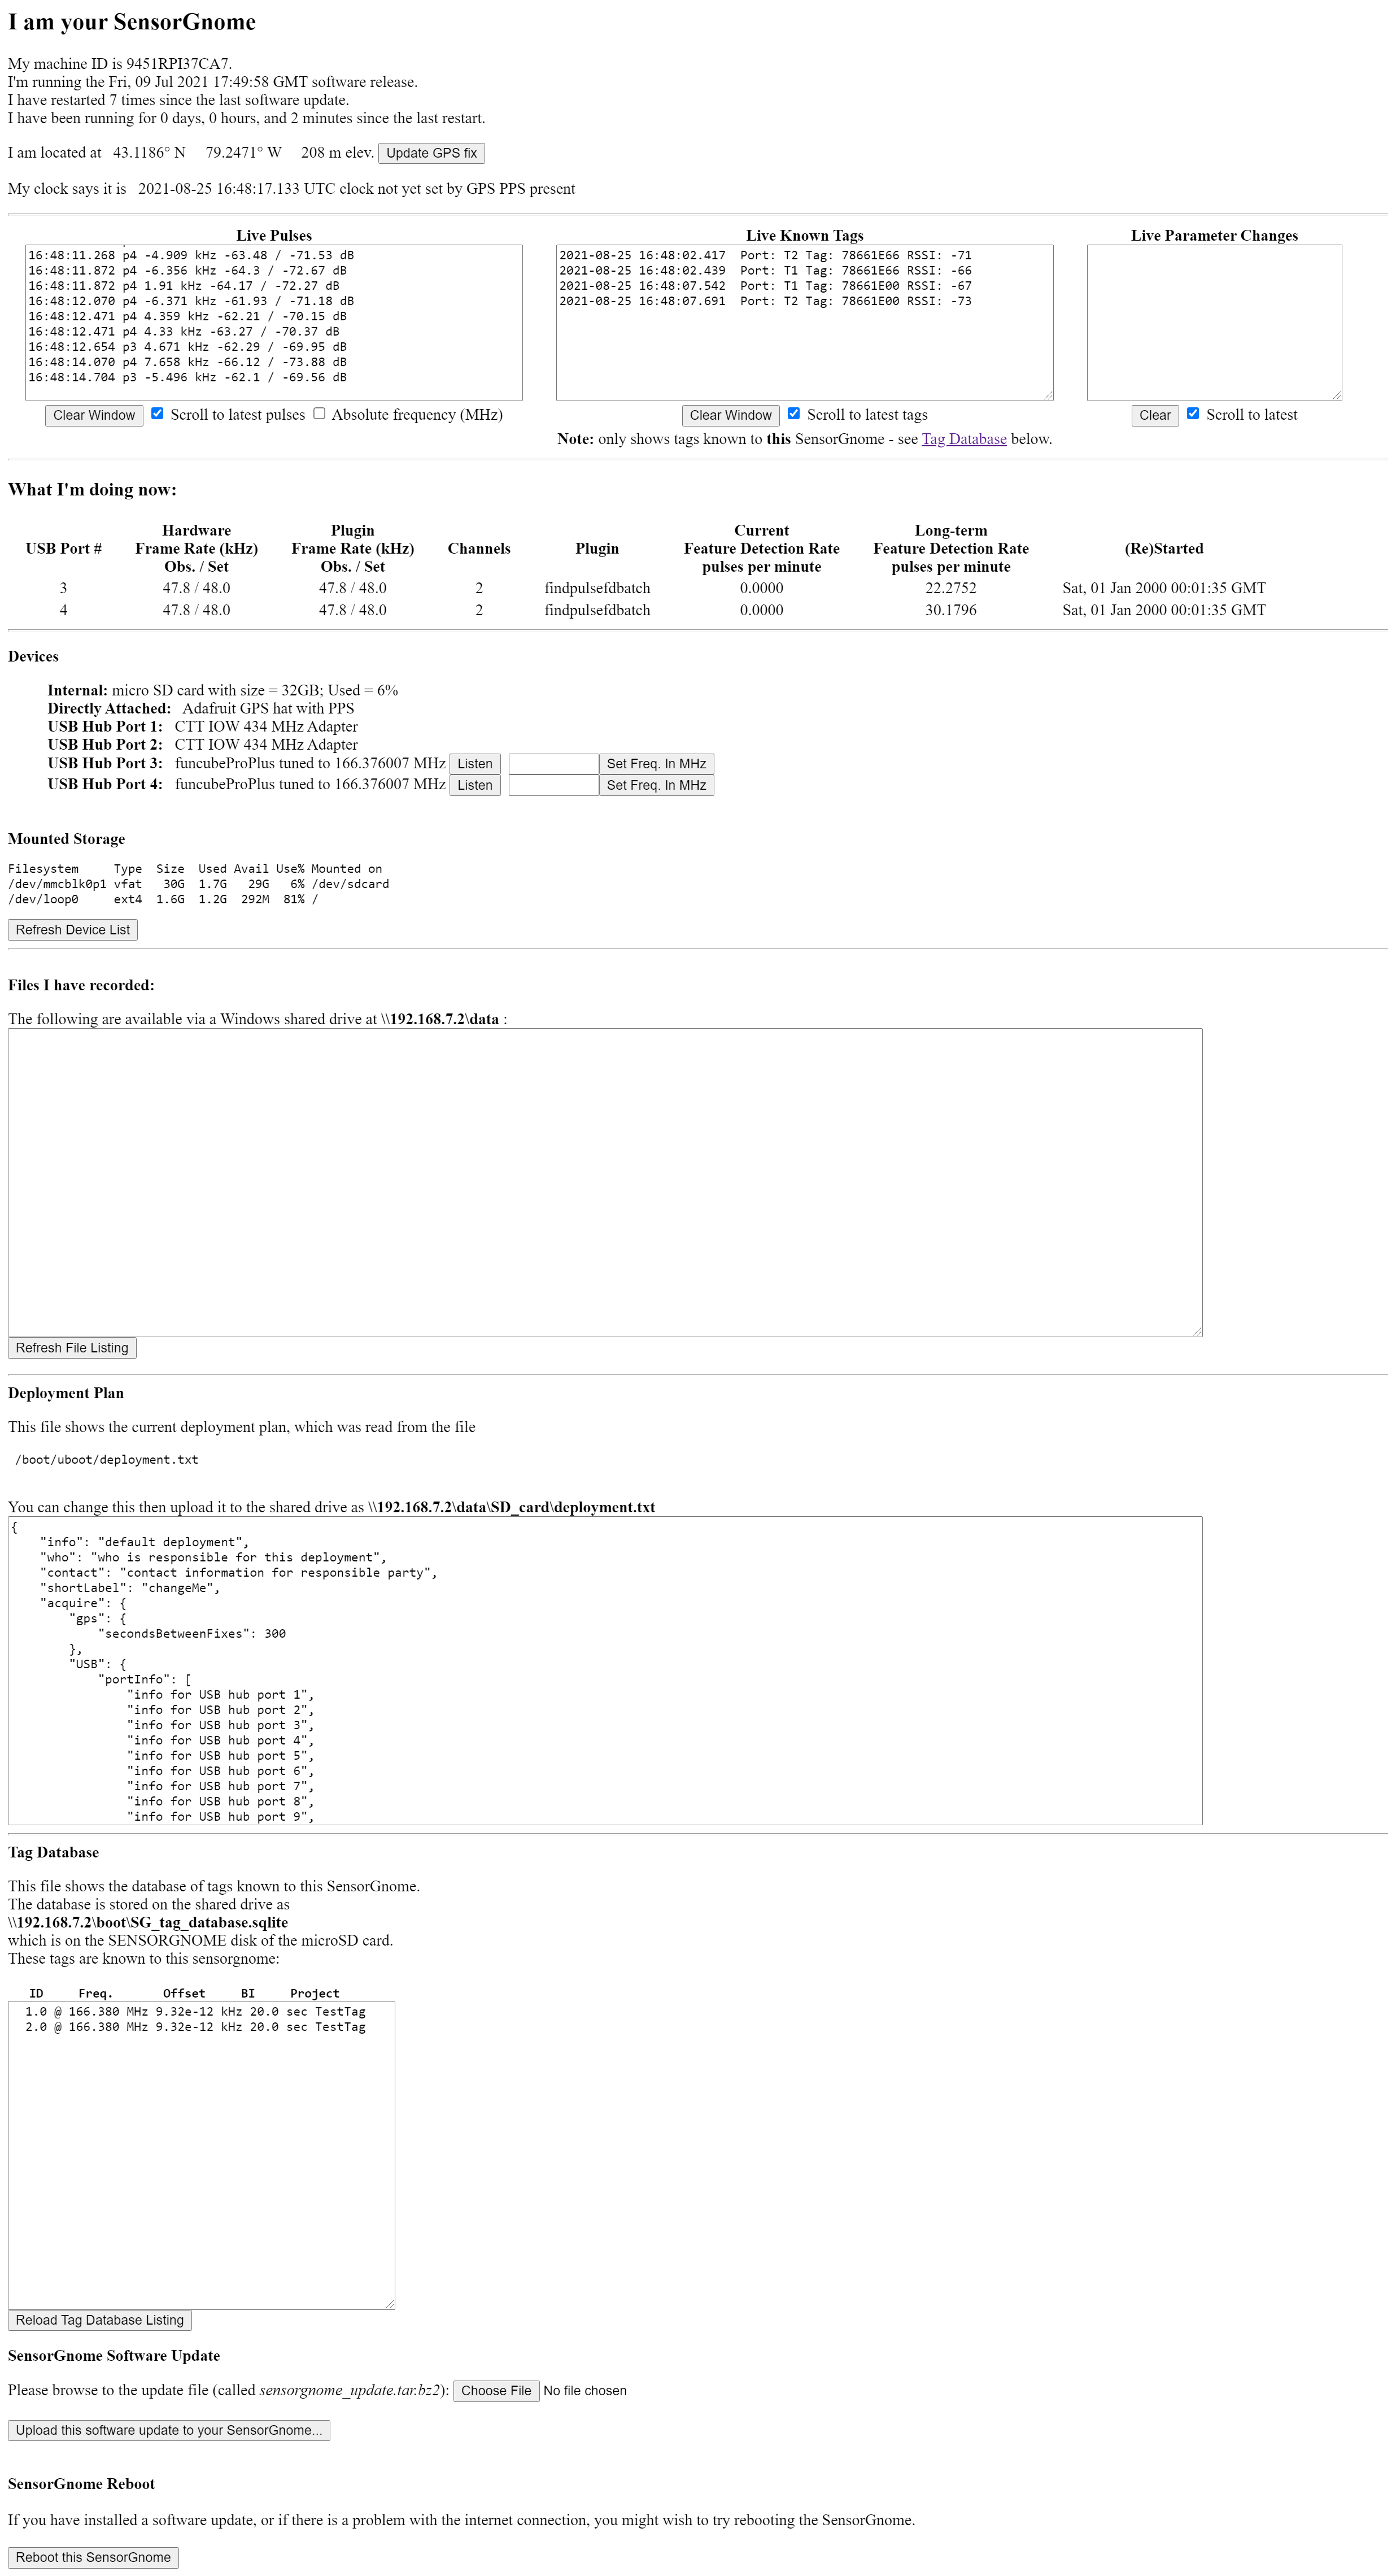 I am your SensorGnome
My machine ID is 9451RPI37CA7.
I'm running the Fri, 09 Jul 2021 17:49:58 GMT software release.
I have restarted 7 times since the last software update.
I have been running for 0 days, 0 hours, and 2 minutes since the last restart.
I am located at 43.1186° N 79.2471° W 208 m elev. Update GPS fix
My clock says it is 2021-08-25 16:48:17.133 UTC clock not yet set by GPS PPS present
Live Pulses
16:48:11.268 p4 -4.909 kHz -63.48 / -71.53 dB
16:48:11.872 p4 -6.356 kHz -64.3 / -72.67 dB
16:48:11.872 p4 1.91 kHz -64.17 / -72.27 dB
16:48:12.070 p4 -6.371 kHz -61.93 / -71.18 dB
16:48:12.471 p4 4.359 kHz -62.21 / -70.15 dB
16:48:12.471 p4 4.33 kHz -63.27 / -70.37 dB
16:48:12.654 p3 4.671 kHz -62.29 / -69.95 dB
16:48:14.070 p4 7.658 kHz -66.12 / -73.88 dB
16:48:14.704 p3 -5.496 kHz -62.1 / -69.56 dB
Clear Window Scroll to latest pulses Absolute frequency (MHz)
Live Known Tags
2021-08-25 16:48:02.417 Port: T2 Tag: 78661E66 RSSI: -71
2021-08-25 16:48:02.439 Port: T1 Tag: 78661E66 RSSI: -66
2021-08-25 16:48:07.542 Port: T1 Tag: 78661E00 RSSI: -67
2021-08-25 16:48:07.691 Port: T2 Tag: 78661E00 RSSI: -73
Clear Window Scroll to latest tags
Note: only shows tags known to this SensorGnome - see Tag Database below.
Live Parameter Changes
Clear Scroll to latest
What I'm doing now:
USB Port # Hardware Frame Rate (kHz) Obs. / Set Plugin Frame Rate (kHz) Obs. / Set Channels Plugin Current Feature Detection Rate pulses per minute Long-term Feature Detection Rate pulses per minute (Re)Started
3 47.8 / 48.0 47.8 / 48.0 2 findpulsefdbatch 0.0000 22.2752 Sat, 01 Jan 2000 00:01:35 GMT
4 47.8 / 48.0 47.8 / 48.0 2 findpulsefdbatch 0.0000 30.1796 Sat, 01 Jan 2000 00:01:35 GMT
Devices
Internal: micro SD card with size = 32GB; Used = 6%
Directly Attached: Adafruit GPS hat with PPS
USB Hub Port 1: CTT IOW 434 MHz Adapter
USB Hub Port 2: CTT IOW 434 MHz Adapter
USB Hub Port 3: funcubeProPlus tuned to 166.376007 MHz Listen Set Freq. In MHz
USB Hub Port 4: funcubeProPlus tuned to 166.376007 MHz Listen Set Freq. In MHz
Mounted Storage
Filesystem Type Size Used Avail Use% Mounted on
/dev/mmcblk0p1 vfat 30G 1.7G 29G 6% /dev/sdcard
/dev/loop0 ext4 1.6G 1.2G 292M 81% /
Refresh Device List
Files I have recorded:
The following are available via a Windows shared drive at \\192.168.7.2\data :
Refresh File Listing
Deployment Plan
This file shows the current deployment plan, which was read from the file
/boot/uboot/deployment.txt
You can change this then upload it to the shared drive as \\192.168.7.2\data\SD_card\deployment.txt
{
"info": "default deployment",
"who": "who is responsible for this deployment",
"contact": "contact information for responsible party",
"shortLabel": "changeMe",
"acquire": {
"gps": {
"secondsBetweenFixes": 300
},
"USB": {
"portInfo": [
"info for USB hub port 1",
"info for USB hub port 2",
"info for USB hub port 3",
"info for USB hub port 4",
"info for USB hub port 5",
"info for USB hub port 6",
"info for USB hub port 7",
"info for USB hub port 8",
"info for USB hub port 9",
Tag Database
This file shows the database of tags known to this SensorGnome.
The database is stored on the shared drive as
\\192.168.7.2\boot\SG_tag_database.sqlite
which is on the SENSORGNOME disk of the microSD card.
These tags are known to this sensorgnome:
ID Freq. Offset BI Project
1.0 @ 166.380 MHz 9.32e-12 kHz 20.0 sec TestTag
2.0 @ 166.380 MHz 9.32e-12 kHz 20.0 sec TestTag
Reload Tag Database Listing
SensorGnome Software Update
Please browse to the update file (called sensorgnome_update.tar.bz2): Choose File No file chosen
Upload this software update to your SensorGnome...
SensorGnome Reboot
If you have installed a software update, or if there is a problem with the internet connection, you might wish to try rebooting the SensorGnome.
Reboot this SensorGnome